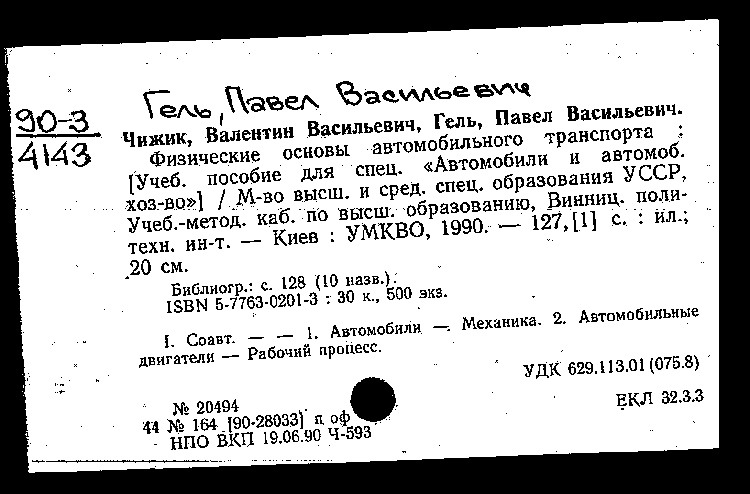 Гель, Павел Васильевич
90-3
4143
Чижик, Валентин Васильевич, Гель, Павел Васильевич.
Физические основы автомобильного транспорта :
[Учеб. пособие для спец. «Автомобили и автомоб.
хоз-во»] / М-во высш. и сред. спец. образования УССР,
Учеб.-метод. каб. по высш. образованию, Винниц. поли-
техн. ин-т. — Киев : УМКВО, 1990. — 127,[1] с. : ил.;
20 см.
Библиогр.: с. 128 (10 назв.).
ISBN 5-7763-0201-3 : 30 к., 500 экз.
I. Соавт. — — 1. Автомобили — Механика. 2. Автомобильные
двигатели — Рабочий процесс.
УДК 629.113.01(075.8)
№ 20494
ЕКЛ 32.3.3
44 № 164 [90-28033] п оф
НПО ВКП 19.06.90 Ч-593